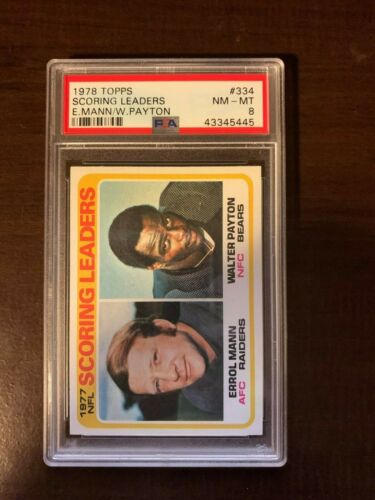 1978 TOPPS #334
SCORING LEADERS NM - MT
E.MANN/W.PAYTON 8
PSA 43345445
1977
NFL
SCORING LEADERS
ERROL MANN
AFC RAIDERS
WALTER PAYTON
NFC BEARS